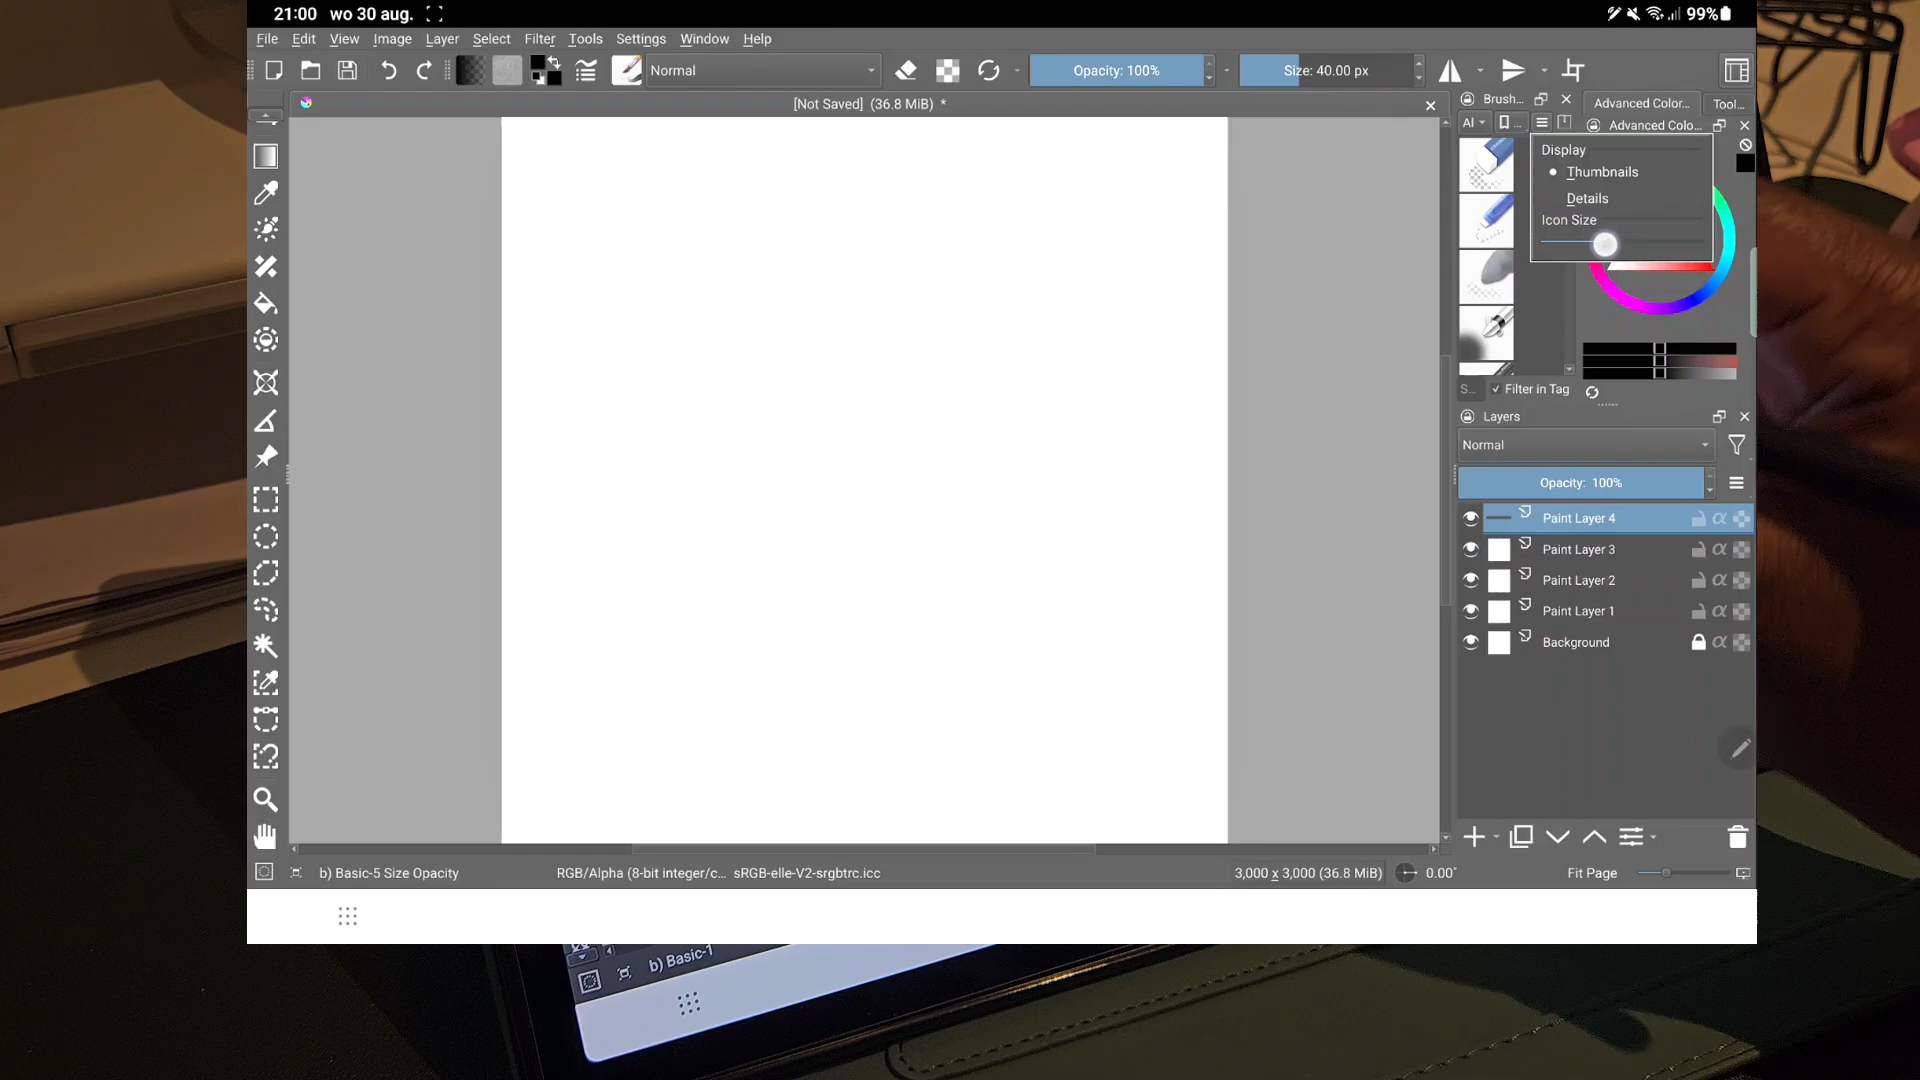 21:00 wo 30 aug. 99%
File Edit View Image Layer Select Filter Tools Settings Window Help
Normal Opacity: 100% Size: 40.00 px
[Not Saved] (36.8 MiB) *
Brush... Advanced Color... Tool...
Al Advanced Colo...
Display
Thumbnails
Details
Icon Size
S... Filter in Tag
Layers
Normal
Opacity: 100%
Paint Layer 4
Paint Layer 3
Paint Layer 2
Paint Layer 1
Background
b) Basic-5 Size Opacity RGB/Alpha (8-bit integer/c... sRGB-elle-V2-srgbtrc.icc 3,000 x 3,000 (36.8 MiB) 0.00° Fit Page
b) Basic-1